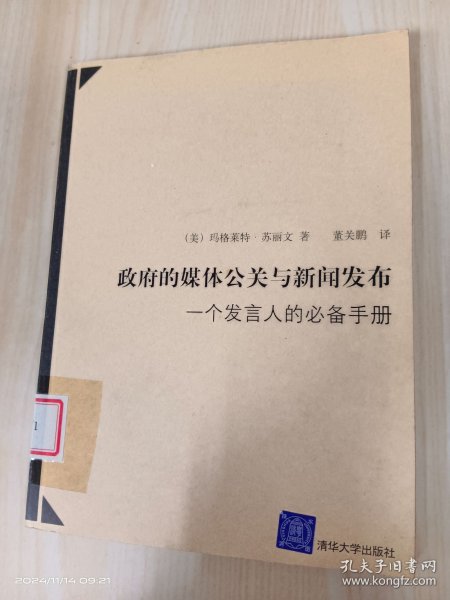 （美）玛格莱特·苏丽文 著 董关鹏 译
政府的媒体公关与新闻发布
一个发言人的必备手册
1
清华大学出版社
2024/11/14 09:21
孔夫子旧书网
www.kongfz.com